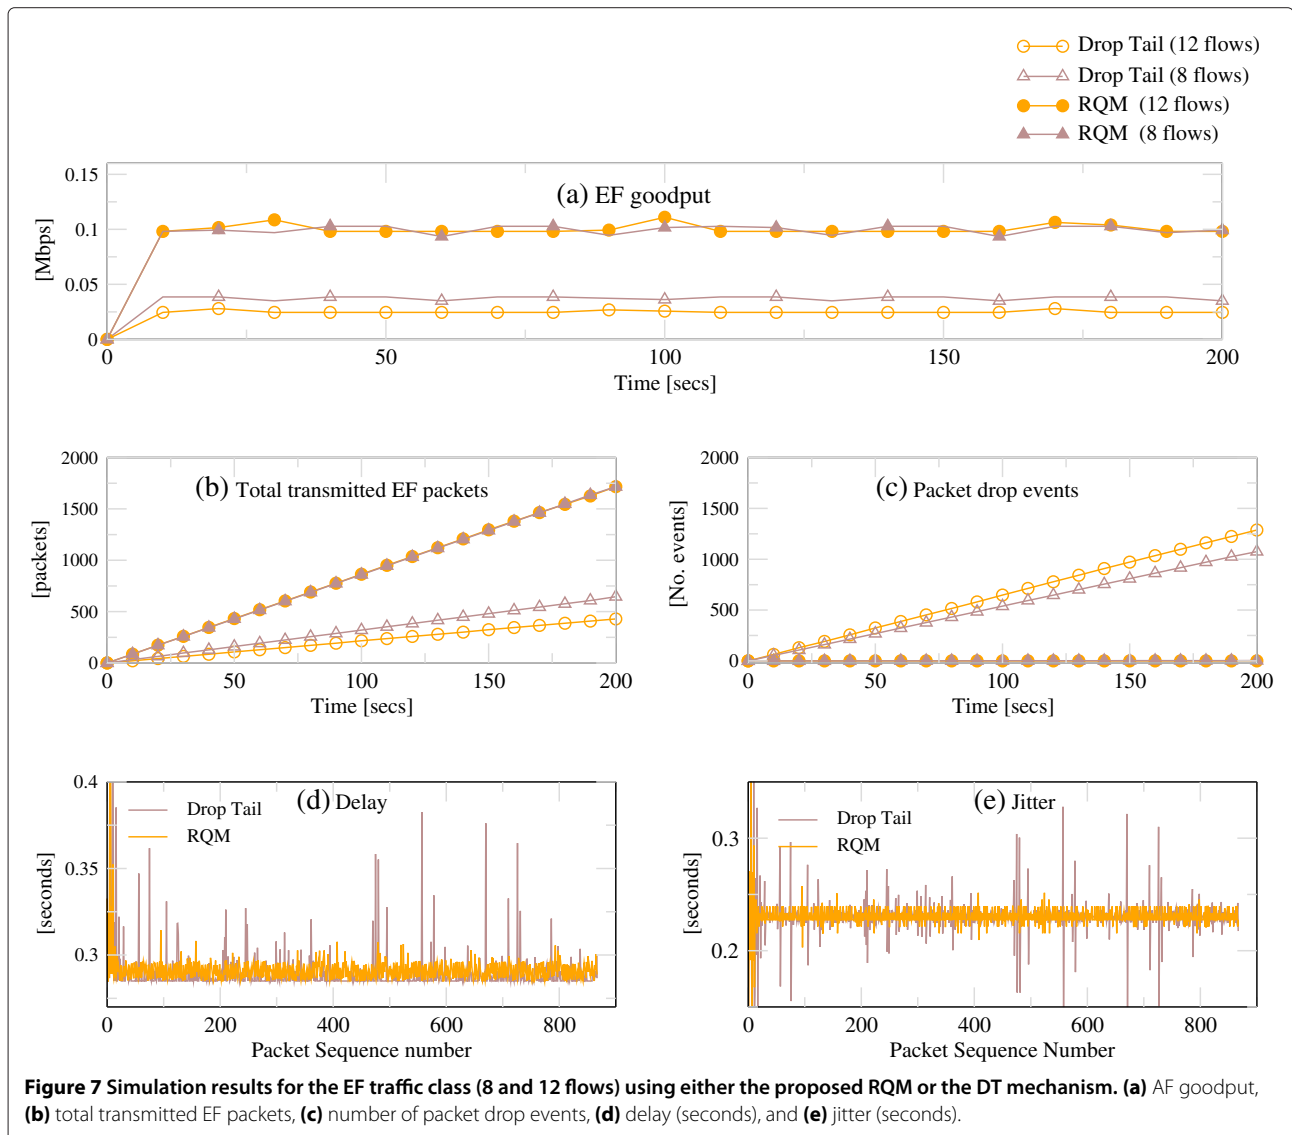 Drop Tail (12 flows)
Drop Tail (8 flows)
RQM (12 flows)
RQM (8 flows)
(a) EF goodput
[Mbps]
0.15
0.1
0.05
0
0 50 100 150 200
Time [secs]
(b) Total transmitted EF packets
[packets]
2000
1500
1000
500
0
0 50 100 150 200
Time [secs]
(c) Packet drop events
[No. events]
2000
1500
1000
500
0
0 50 100 150 200
Time [secs]
(d) Delay
Drop Tail
RQM
[seconds]
0.4
0.35
0.3
0 200 400 600 800
Packet Sequence number
(e) Jitter
Drop Tail
RQM
[seconds]
0.3
0.2
0 200 400 600 800
Packet Sequence Number
Figure 7 Simulation results for the EF traffic class (8 and 12 flows) using either the proposed RQM or the DT mechanism. (a) AF goodput,
(b) total transmitted EF packets, (c) number of packet drop events, (d) delay (seconds), and (e) jitter (seconds).